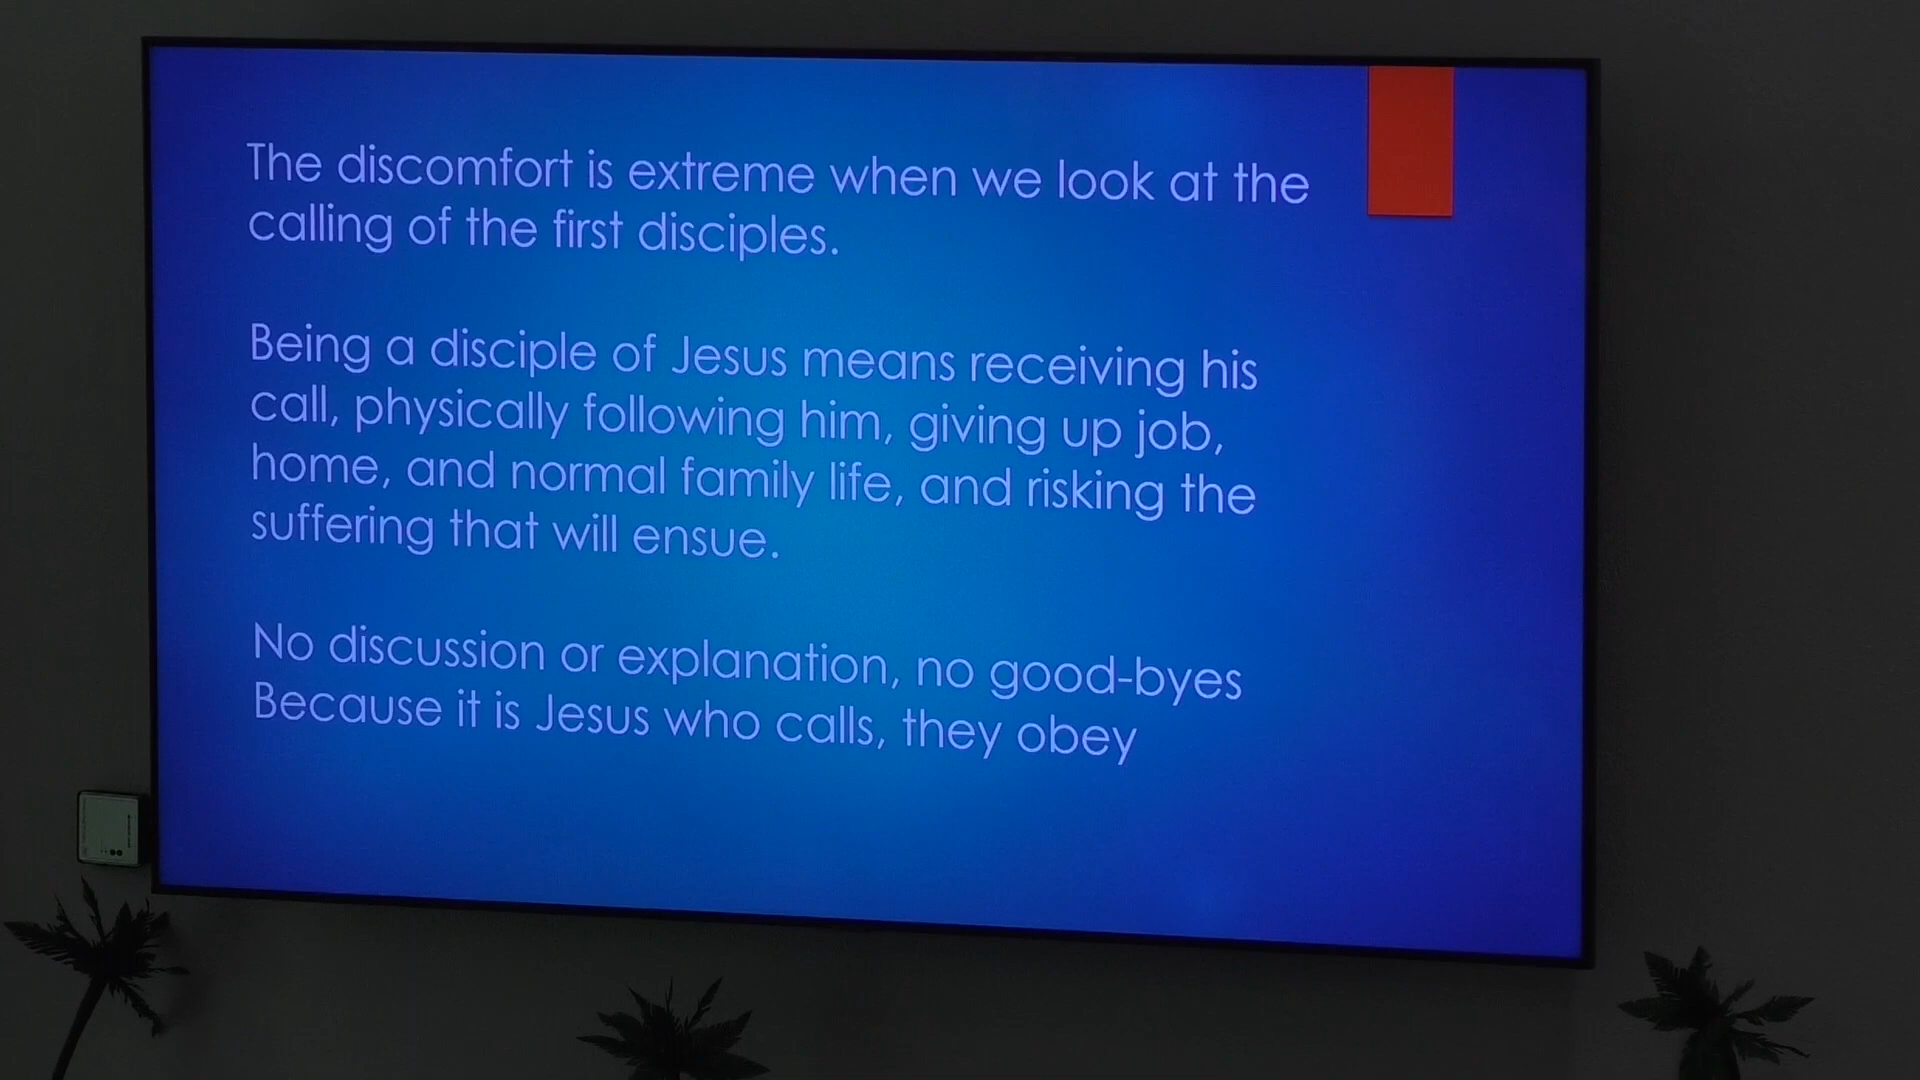 The discomfort is extreme when we look at the
calling of the first disciples.
Being a disciple of Jesus means receiving his
call, physically following him, giving up job,
home, and normal family life, and risking the
suffering that will ensue.
No discussion or explanation, no good-byes
Because it is Jesus who calls, they obey